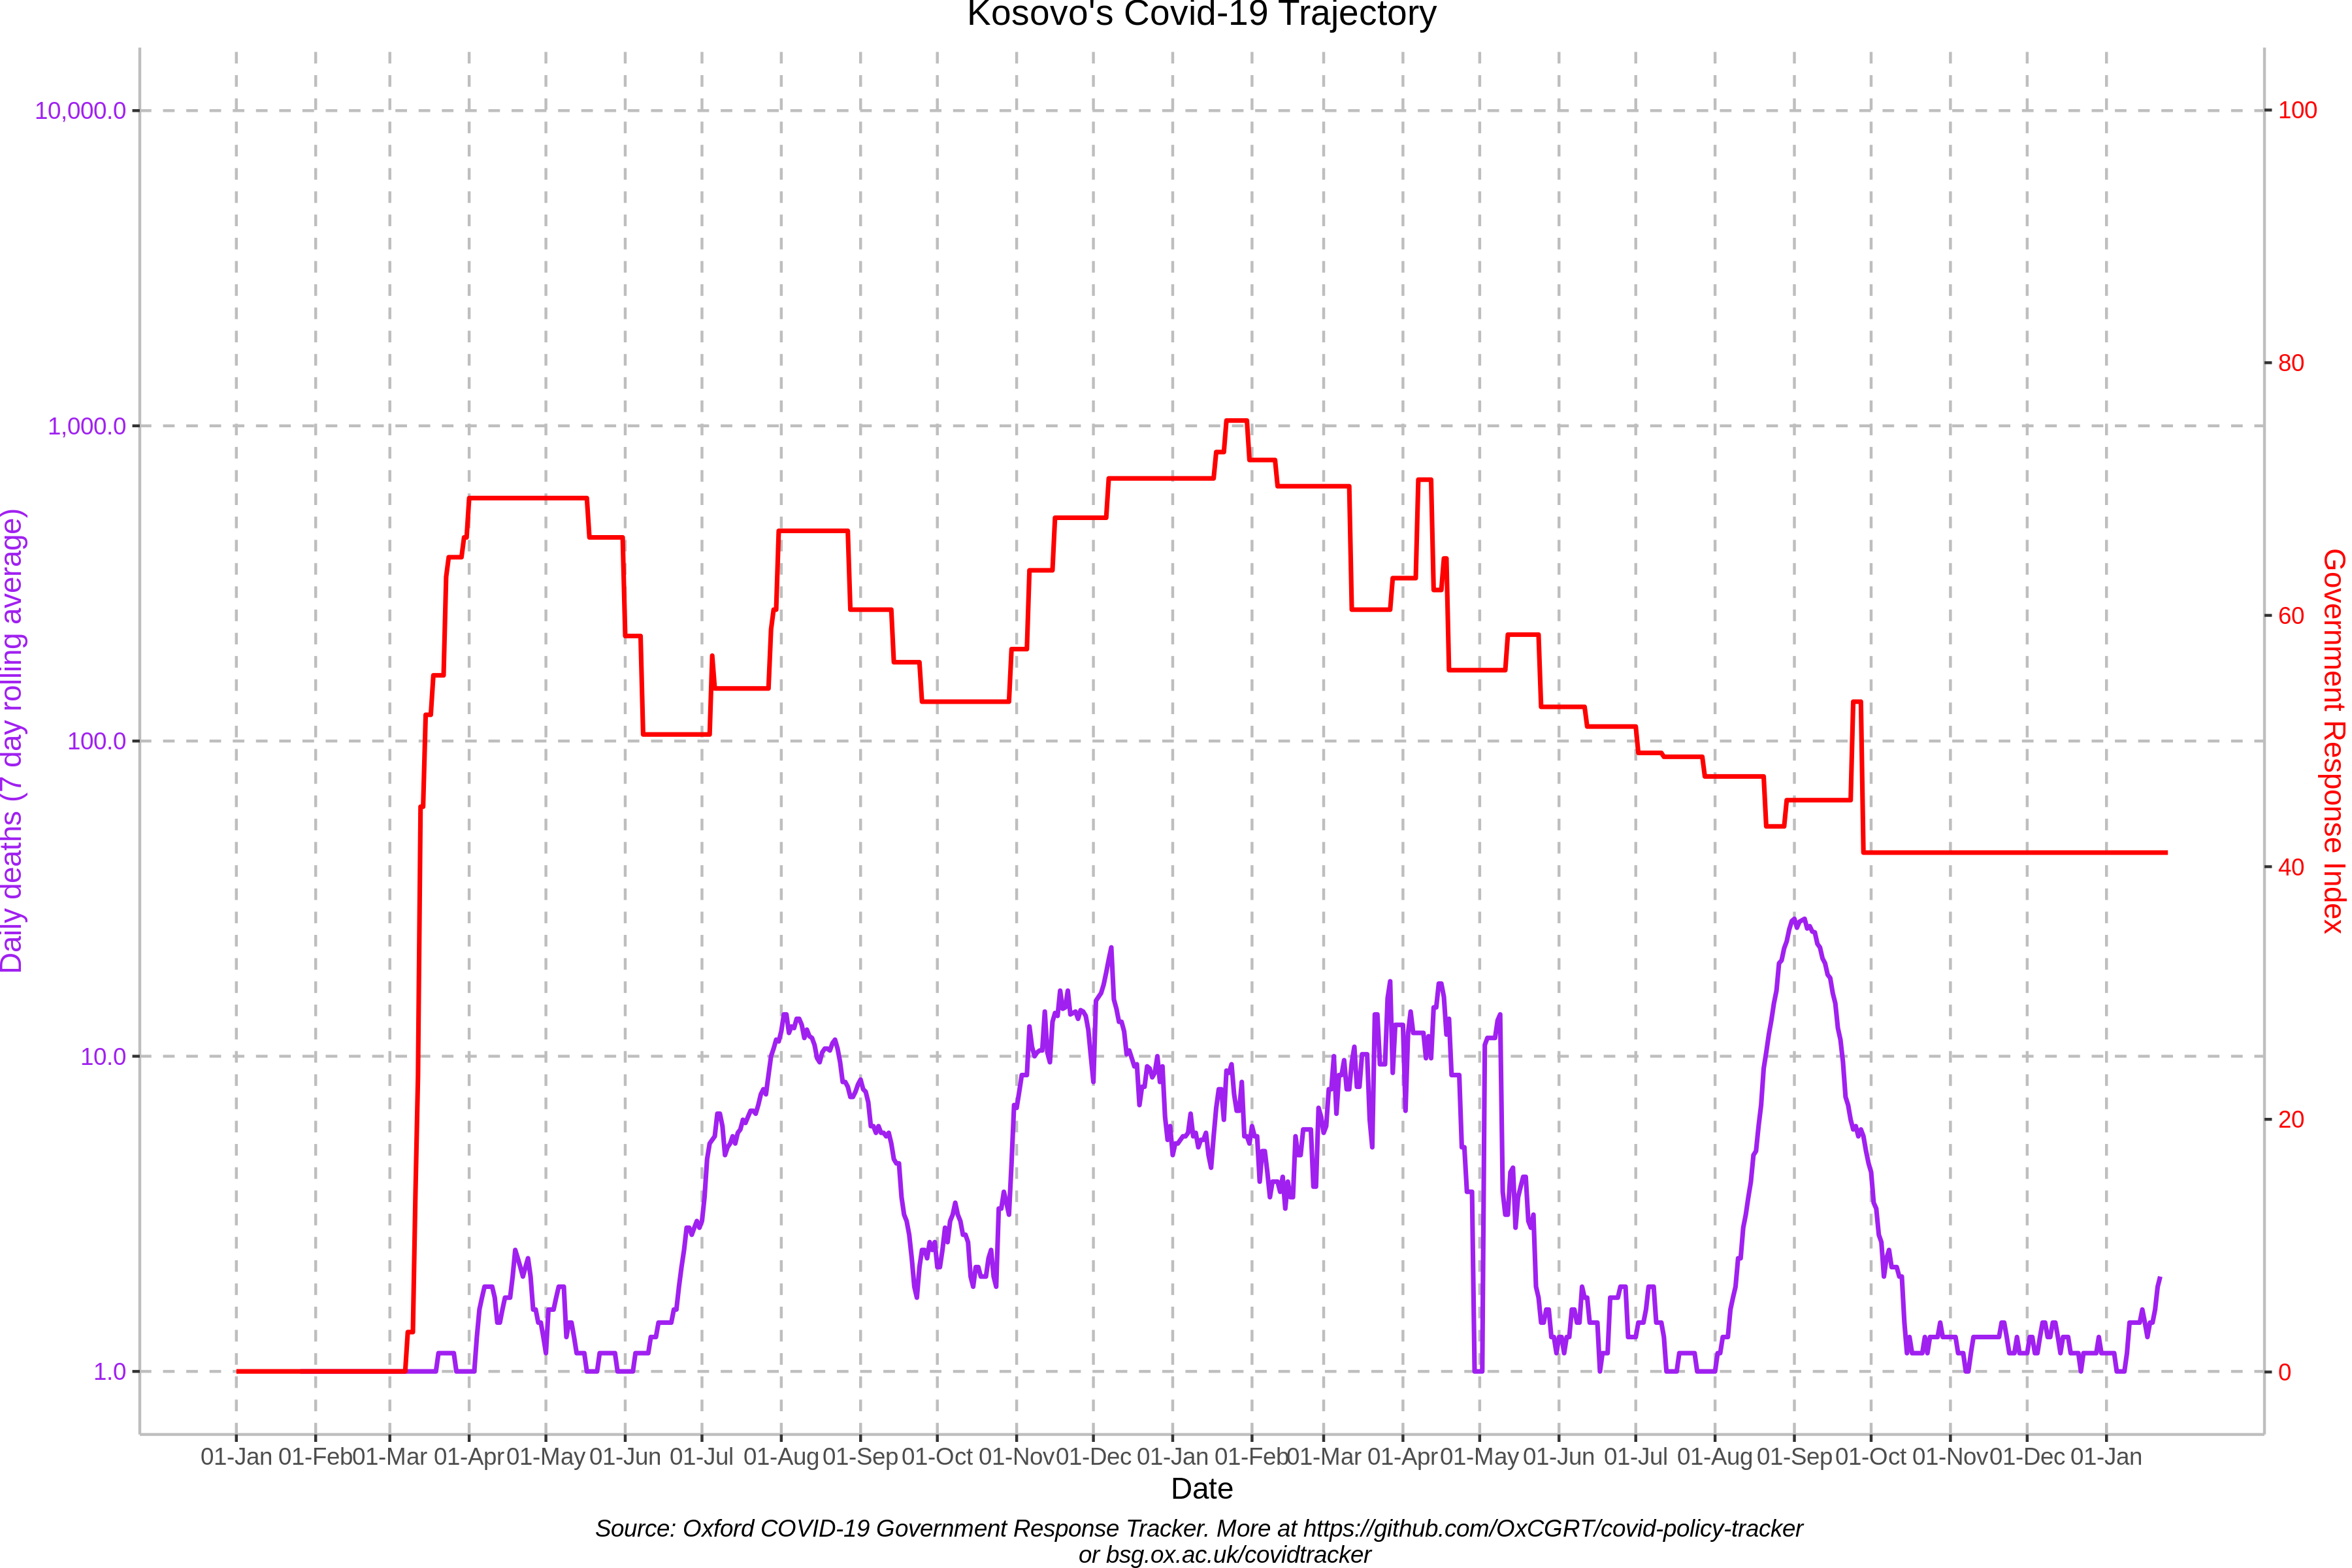 Kosovo's Covid-19 Trajectory
10,000.0
1,000.0
100.0
10.0
1.0
Daily deaths (7 day rolling average)
100
80
60
40
20
0
Government Response Index
01-Jan 01-Feb 01-Mar 01-Apr 01-May 01-Jun 01-Jul 01-Aug 01-Sep 01-Oct 01-Nov 01-Dec 01-Jan 01-Feb 01-Mar 01-Apr 01-May 01-Jun 01-Jul 01-Aug 01-Sep 01-Oct 01-Nov 01-Dec 01-Jan
Date
Source: Oxford COVID-19 Government Response Tracker. More at https://github.com/OxCGRT/covid-policy-tracker
or bsg.ox.ac.uk/covidtracker